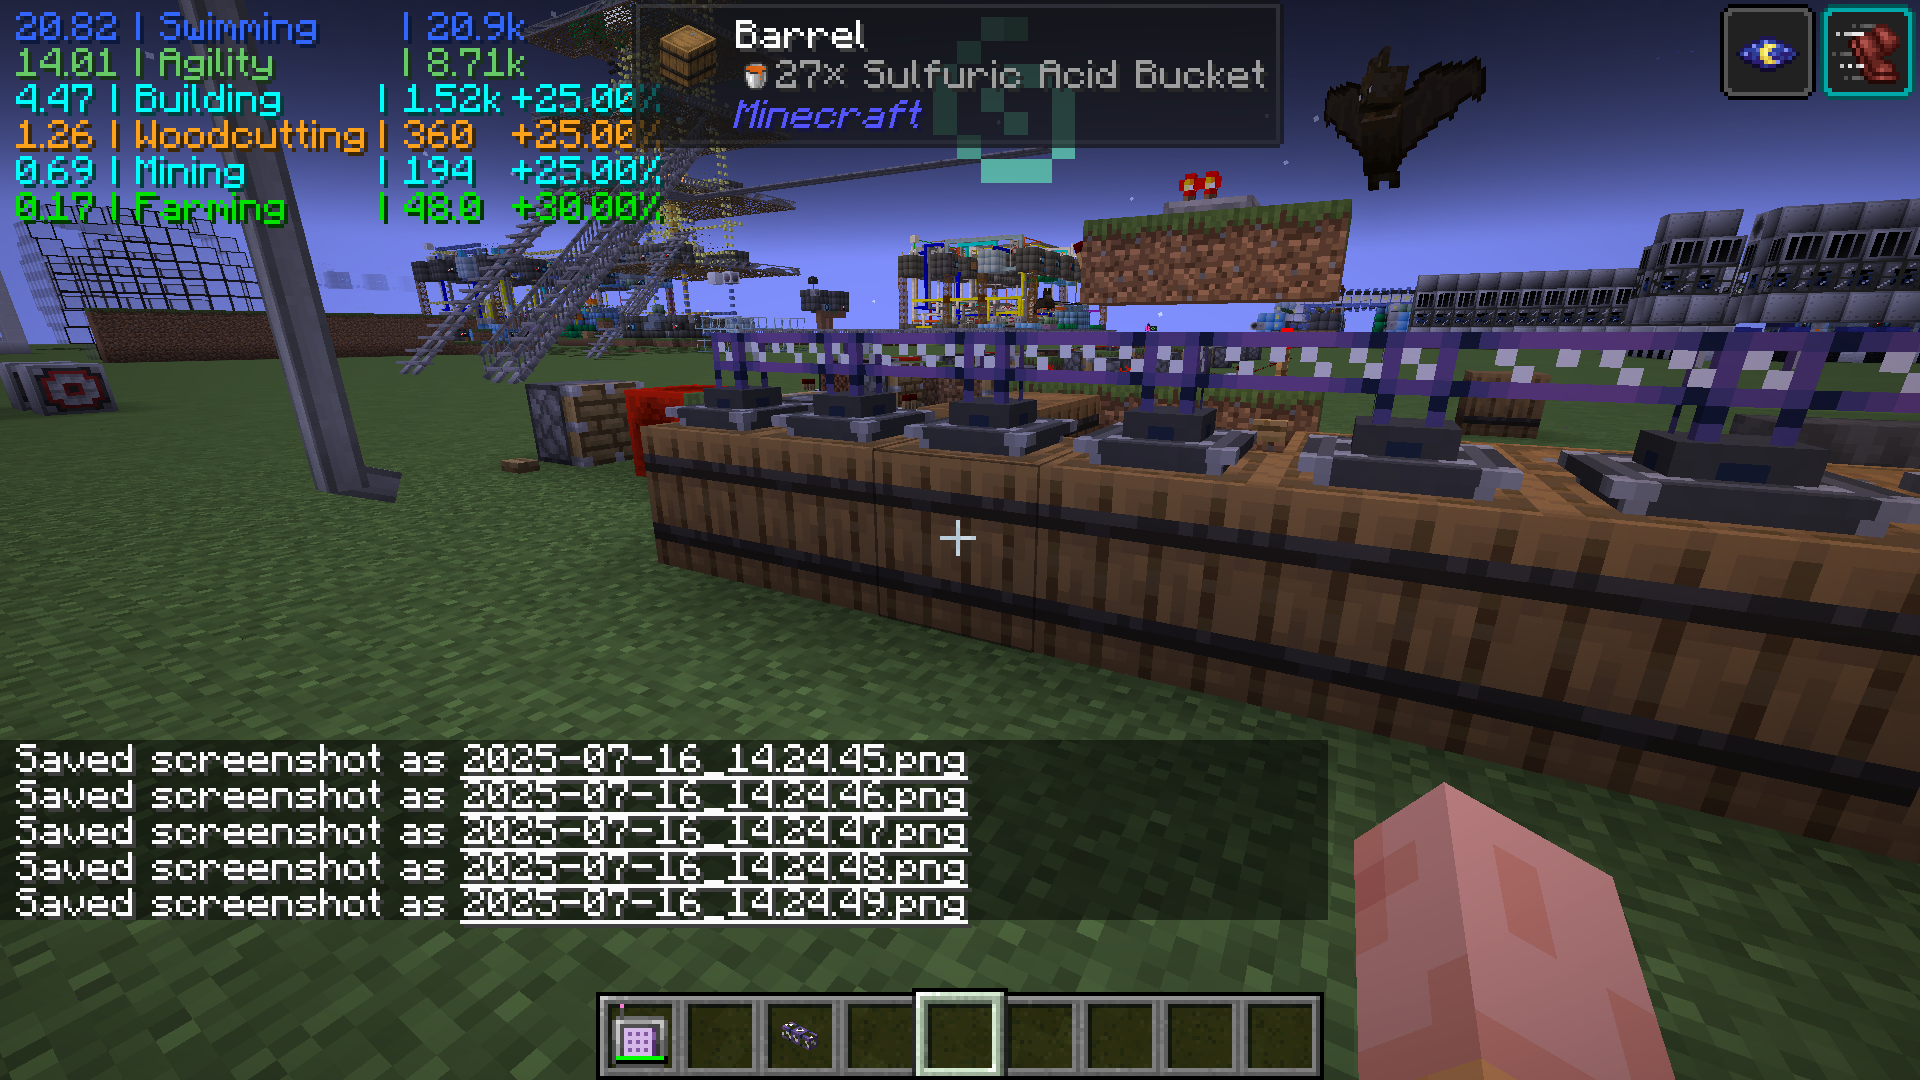 20.82 | Swimming | 20.9k
14.01 | Agility | 8.71k
4.47 | Building | 1.52k +25.00%
1.26 | Woodcutting | 360 +25.00%
0.69 | Mining | 194 +25.00%
0.17 | Farming | 48.0 +30.00%
Barrel
27x Sulfuric Acid Bucket
Minecraft
Saved screenshot as 2025-07-16_14.24.45.png
Saved screenshot as 2025-07-16_14.24.46.png
Saved screenshot as 2025-07-16_14.24.47.png
Saved screenshot as 2025-07-16_14.24.48.png
Saved screenshot as 2025-07-16_14.24.49.png